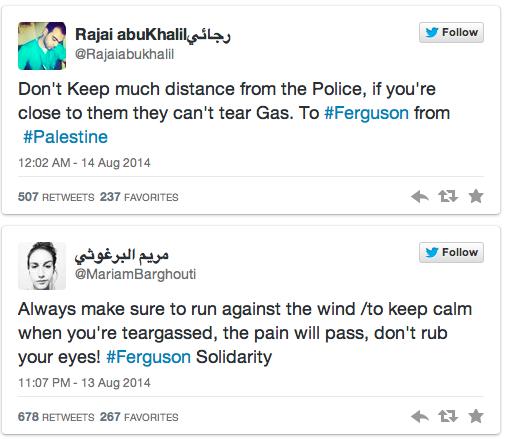 Rajai abuKhalilرجائي
Follow
@Rajaiabukhalil
Don't Keep much distance from the Police, if you're
close to them they can't tear Gas. To #Ferguson from
#Palestine
12:02 AM - 14 Aug 2014
507 RETWEETS 237 FAVORITES
مريم البرغوثي
Follow
@MariamBarghouti
Always make sure to run against the wind /to keep calm
when you're teargassed, the pain will pass, don't rub
your eyes! #Ferguson Solidarity
11:07 PM - 13 Aug 2014
678 RETWEETS 267 FAVORITES